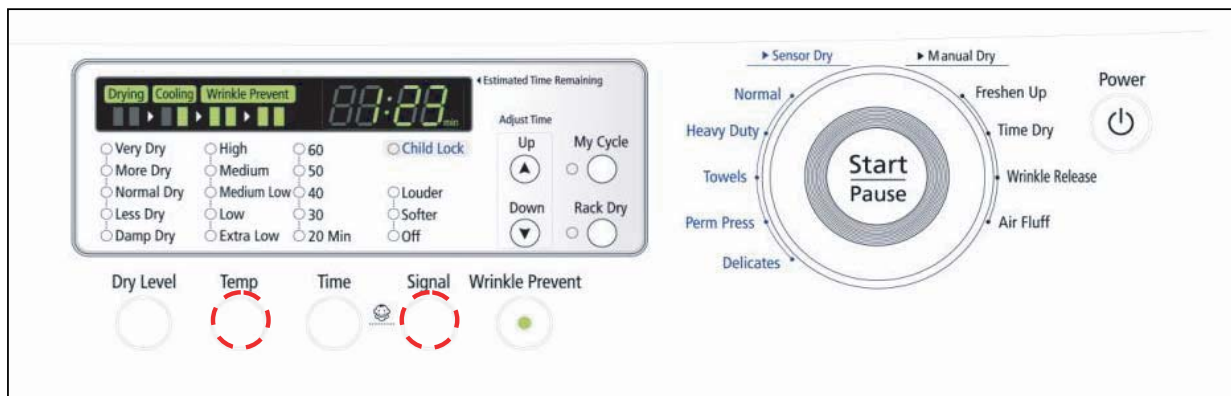 ▸ Sensor Dry ▸ Manual Dry
◂ Estimated Time Remaining
Drying Cooling Wrinkle Prevent 1:23 min
Adjust Time
Up
Down
My Cycle
Rack Dry
Very Dry High 60 Child Lock
More Dry Medium 50
Normal Dry Medium Low 40 Louder
Less Dry Low 30 Softer
Damp Dry Extra Low 20 Min Off
Dry Level Temp Time Signal Wrinkle Prevent
Normal
Heavy Duty
Towels
Perm Press
Delicates
Start
Pause
Freshen Up
Time Dry
Wrinkle Release
Air Fluff
Power